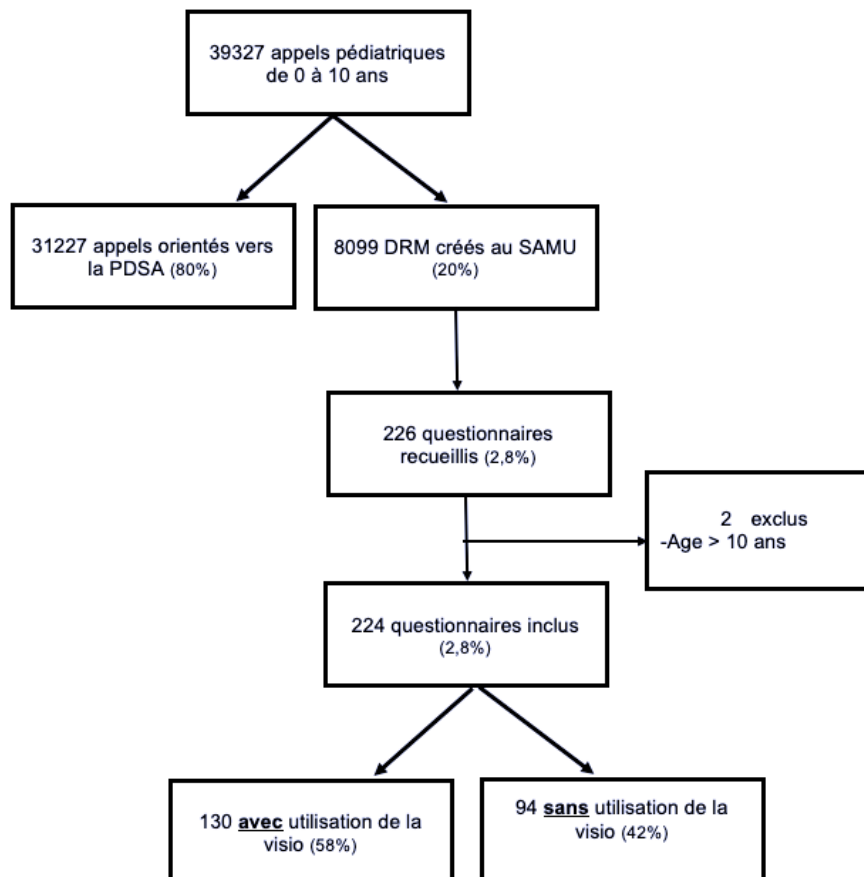 39327 appels pédiatriques
de 0 à 10 ans
31227 appels orientés vers
la PDSA (80%)
8099 DRM créés au SAMU
(20%)
226 questionnaires
recueillis (2,8%)
2 exclus
-Age > 10 ans
224 questionnaires inclus
(2,8%)
130 avec utilisation de la
visio (58%)
94 sans utilisation de la
visio (42%)